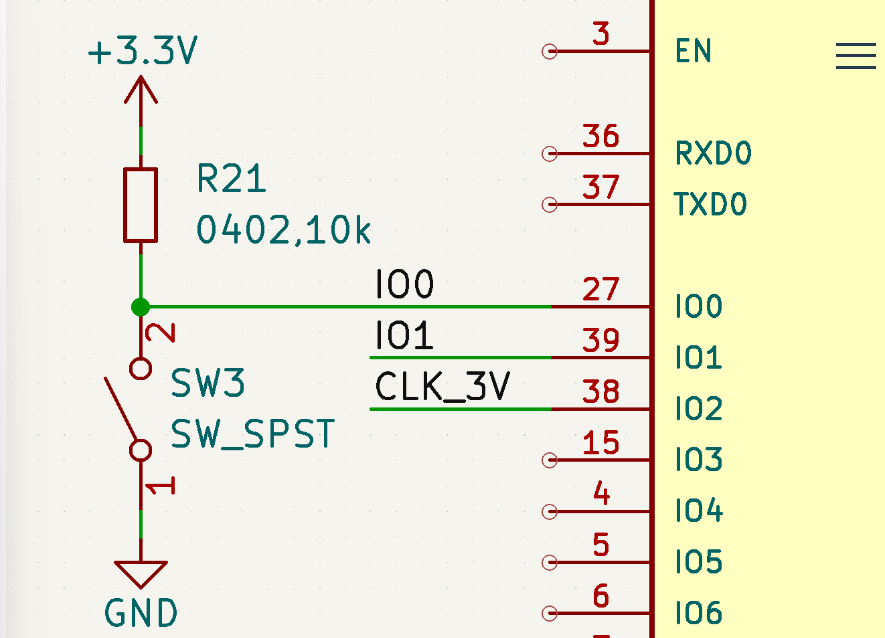 +3.3V
R21
0402,10k
2
SW3
SW_SPST
1
GND
IO0
IO1
CLK_3V
3 EN
36 RXD0
37 TXD0
27 IO0
39 IO1
38 IO2
15 IO3
4 IO4
5 IO5
6 IO6